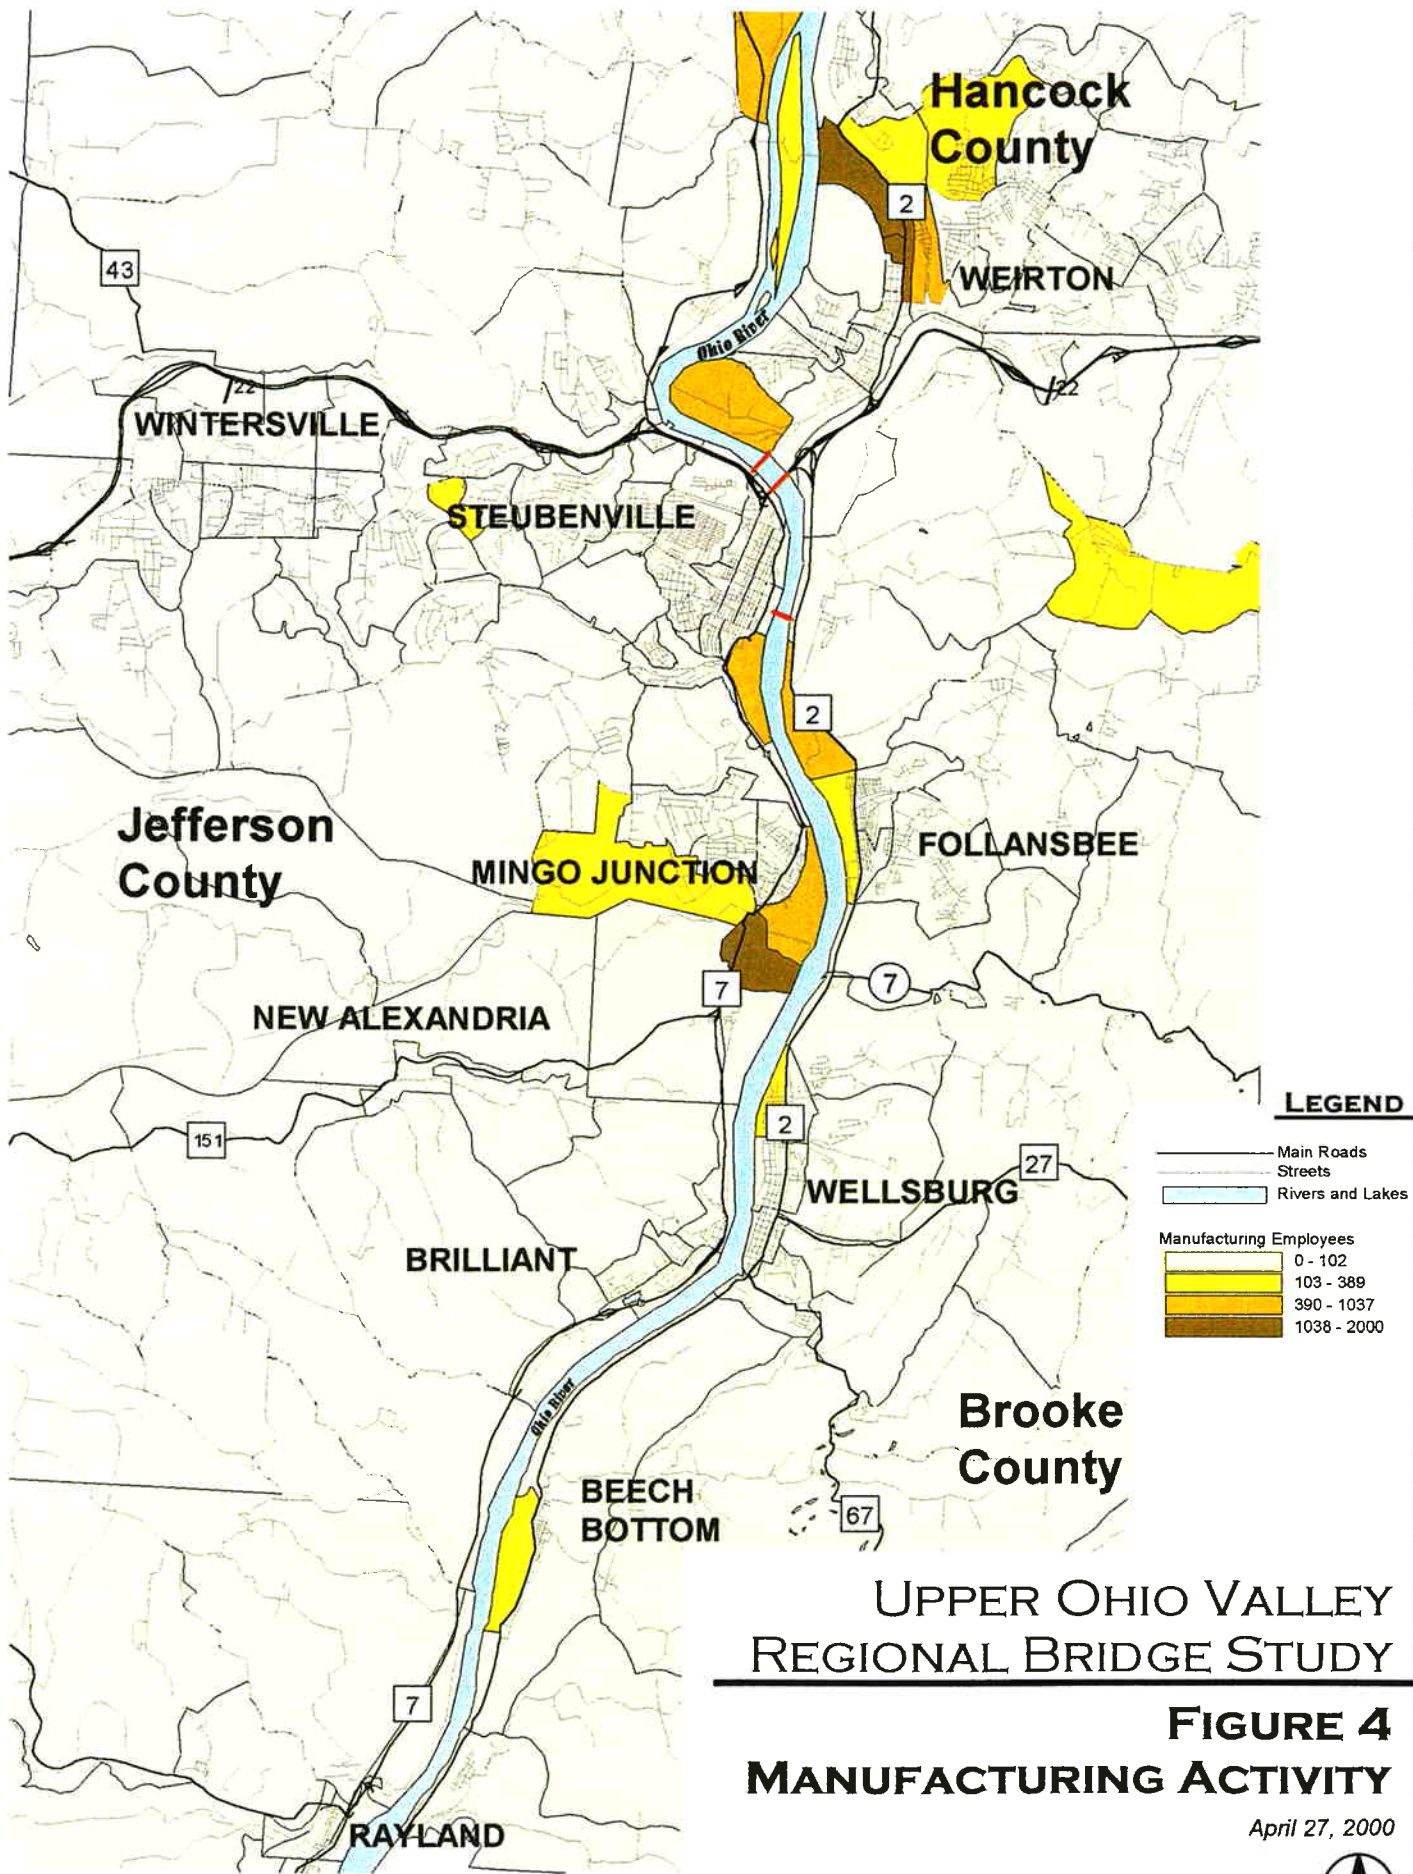 Hancock
County
2
43
WEIRTON
Ohio River
22
22
WINTERSVILLE
STEUBENVILLE
2
Jefferson
County
FOLLANSBEE
MINGO JUNCTION
7
7
NEW ALEXANDRIA
LEGEND
2
151
Main Roads
27
Streets
WELLSBURG
Rivers and Lakes
BRILLIANT
Manufacturing Employees
0 - 102
103 - 389
390 - 1037
1038 - 2000
Ohio River
Brooke
County
BEECH
BOTTOM
67
UPPER OHIO VALLEY
REGIONAL BRIDGE STUDY
7
FIGURE 4
MANUFACTURING ACTIVITY
April 27, 2000
RAYLAND